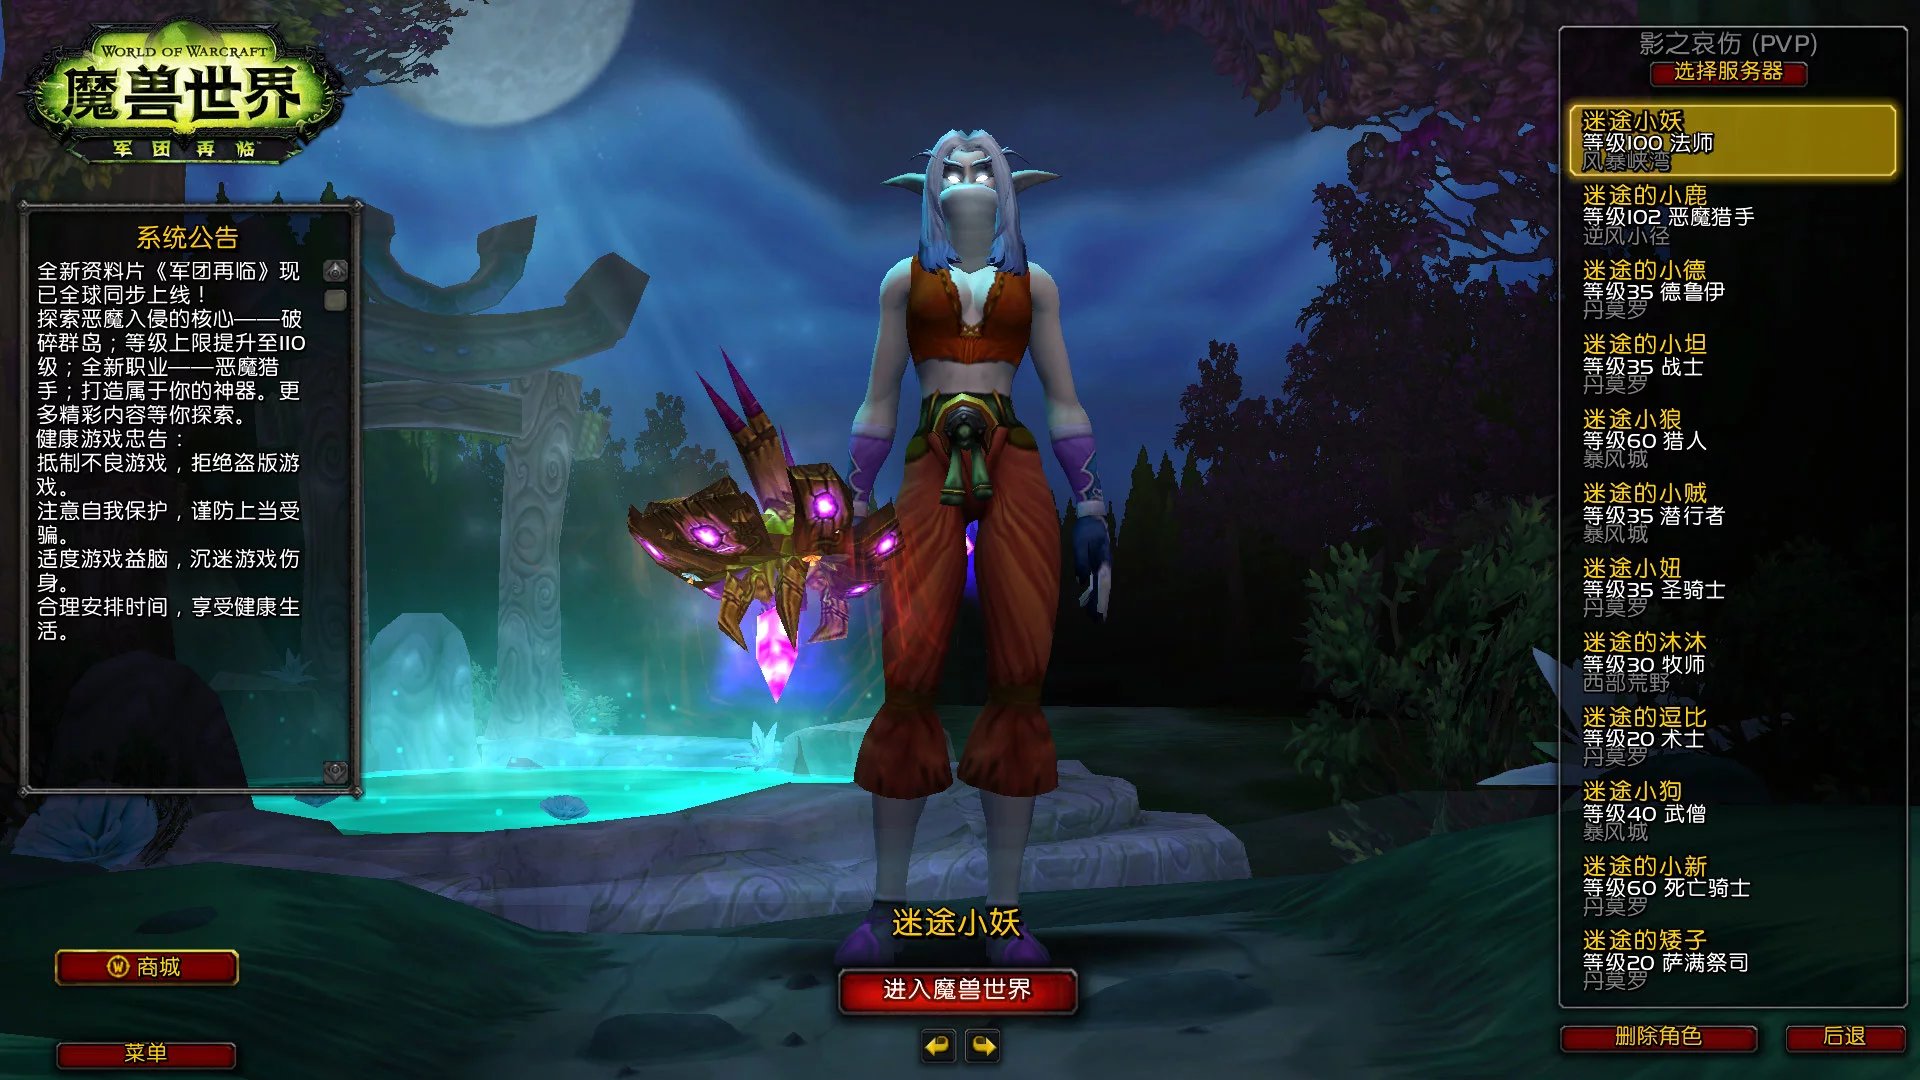 WORLD OF WARCRAFT
魔兽世界
军团再临
系统公告
全新资料片《军团再临》现
已全球同步上线！
探索恶魔入侵的核心——破
碎群岛；等级上限提升至110
级；全新职业——恶魔猎
手；打造属于你的神器。更
多精彩内容等你探索。
健康游戏忠告：
抵制不良游戏，拒绝盗版游
戏。
注意自我保护，谨防上当受
骗。
适度游戏益脑，沉迷游戏伤
身。
合理安排时间，享受健康生
活。
商城
菜单
迷途小妖
进入魔兽世界
影之哀伤 (PVP)
选择服务器
迷途小妖
等级100 法师
风暴峡湾
迷途的小鹿
等级102 恶魔猎手
逆风小径
迷途的小德
等级35 德鲁伊
丹莫罗
迷途的小坦
等级35 战士
丹莫罗
迷途小狼
等级60 猎人
暴风城
迷途的小贼
等级35 潜行者
暴风城
迷途小妞
等级35 圣骑士
丹莫罗
迷途的沐沐
等级30 牧师
西部荒野
迷途的逗比
等级20 术士
丹莫罗
迷途小狗
等级40 武僧
暴风城
迷途的小新
等级60 死亡骑士
丹莫罗
迷途的矮子
等级20 萨满祭司
丹莫罗
删除角色
后退